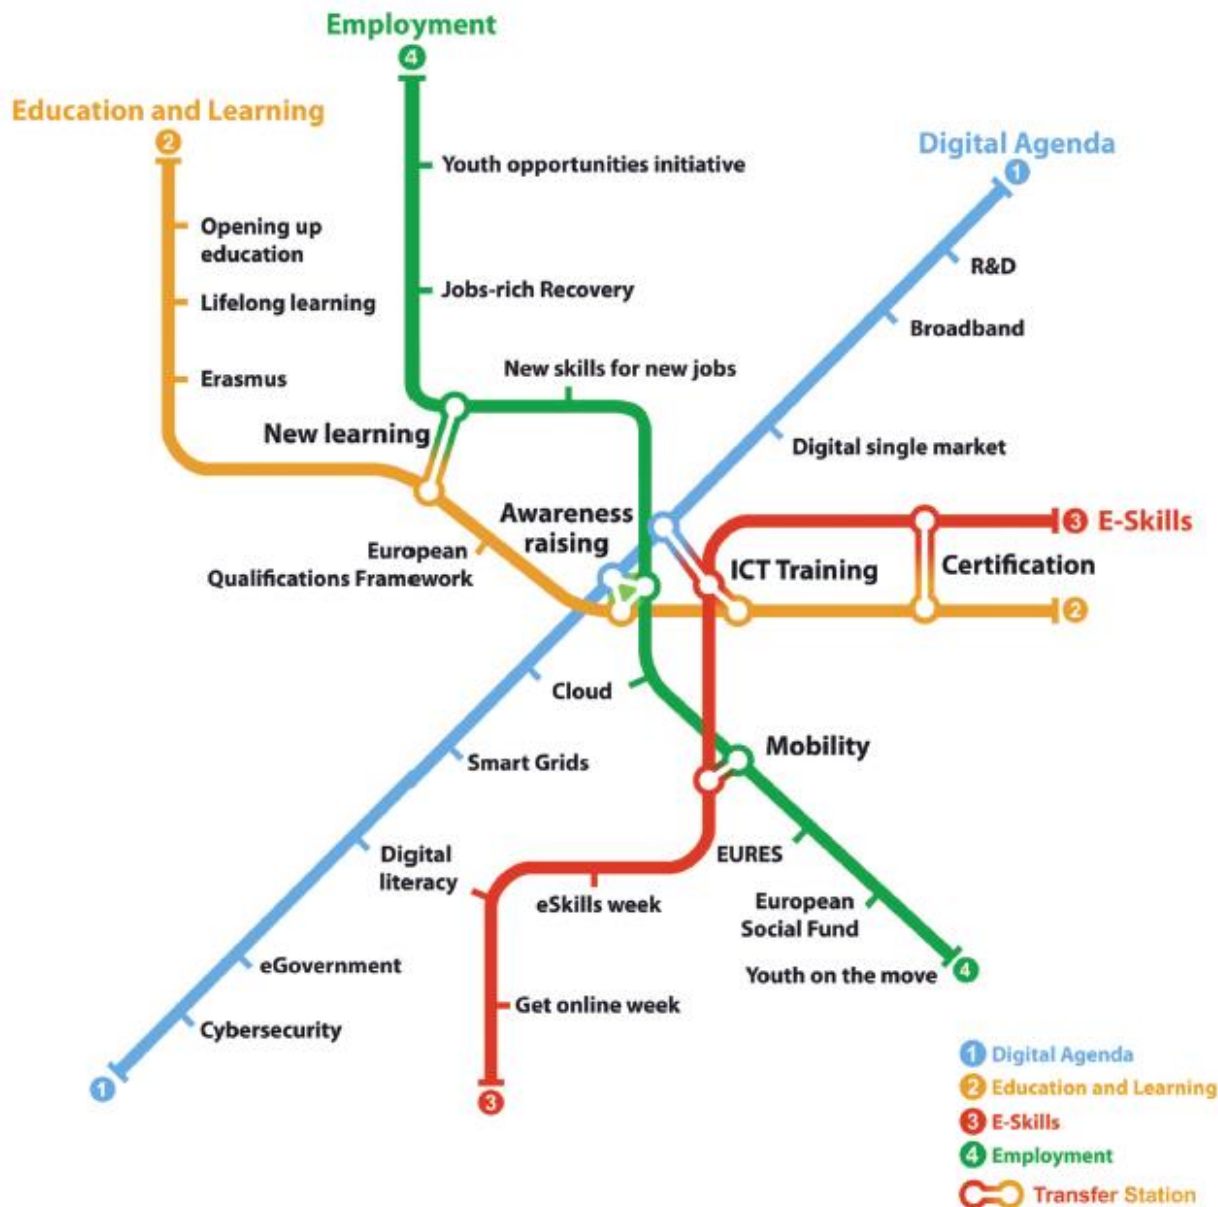 Employment
4
Education and Learning
2
Digital Agenda
1
Youth opportunities initiative
Opening up
education
R&D
Jobs-rich Recovery
Lifelong learning
Broadband
New skills for new jobs
Erasmus
New learning
Digital single market
Awareness
raising
3 E-Skills
European
Qualifications Framework
ICT Training
Certification
2
Cloud
Mobility
Smart Grids
Digital
literacy
EURES
eSkills week
European
Social Fund
eGovernment
Youth on the move
4
Get online week
Cybersecurity
1
3
1 Digital Agenda
2 Education and Learning
3 E-Skills
4 Employment
Transfer Station